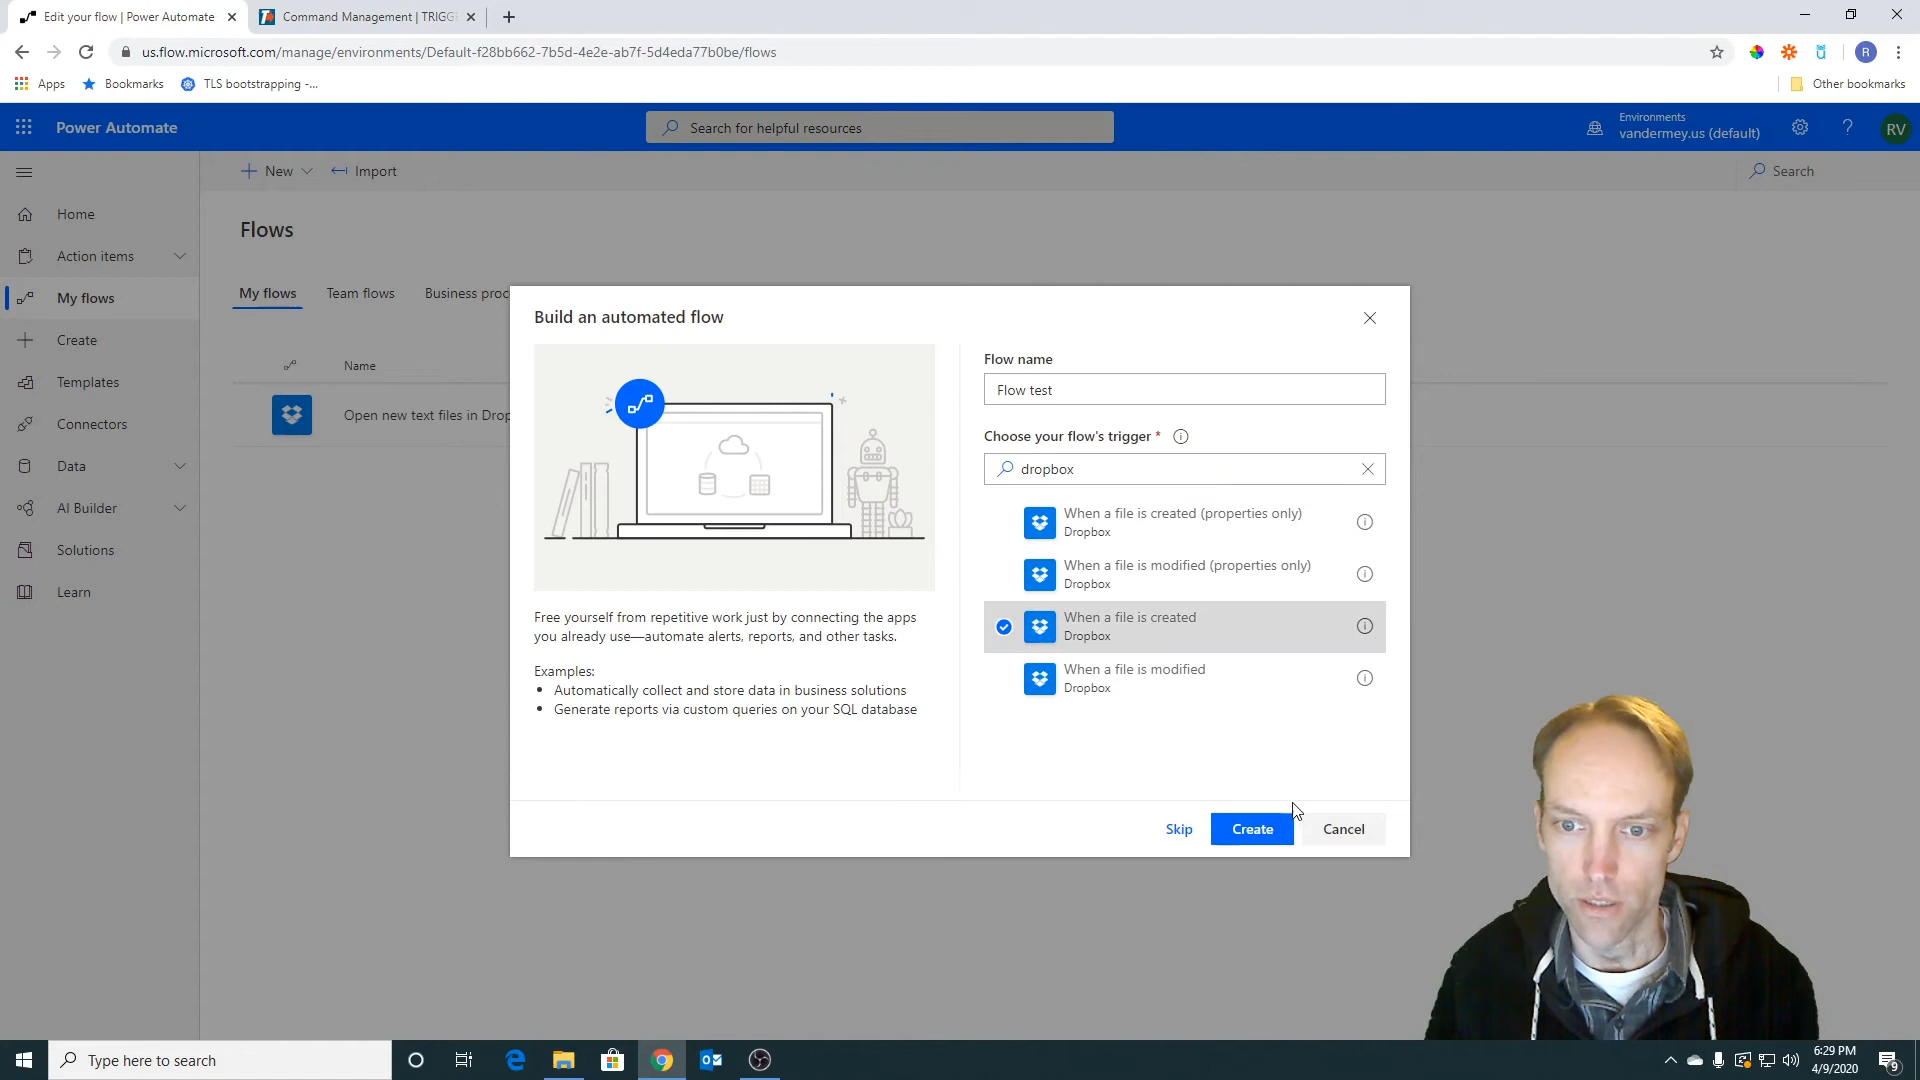 Edit your flow | Power Automate
Command Management | TRIGG
us.flow.microsoft.com/manage/environments/Default-f28bb662-7b5d-4e2e-ab7f-5d4eda77b0be/flows
R
Apps
Bookmarks
TLS bootstrapping -...
Other bookmarks
Power Automate
Search for helpful resources
Environments
vandermey.us (default)
?
RV
New
Import
Search
Home
Action items
My flows
Create
Templates
Connectors
Data
AI Builder
Solutions
Learn
Flows
My flows
Team flows
Business proc
Name
Open new text files in Drop
Build an automated flow
Free yourself from repetitive work just by connecting the apps
you already use—automate alerts, reports, and other tasks.
Examples:
• Automatically collect and store data in business solutions
• Generate reports via custom queries on your SQL database
Flow name
Flow test
Choose your flow's trigger *
dropbox
When a file is created (properties only)
Dropbox
When a file is modified (properties only)
Dropbox
When a file is created
Dropbox
When a file is modified
Dropbox
Skip
Create
Cancel
Type here to search
6:29 PM
4/9/2020
9